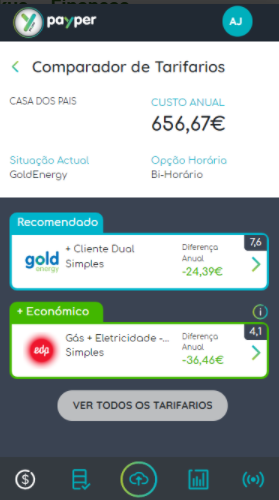 payper
AJ
Comparador de Tarifarios
CASA DOS PAIS
CUSTO ANUAL
656,67€
Situação Actual
GoldEnergy
Opção Horária
Bi-Horário
Recomendado
7,6
gold
energy
+ Cliente Dual
Simples
Diferença
Anual
-24,39€
+ Económico
i
4,1
edp
Gás + Eletricidade -...
Simples
Diferença
Anual
-36,46€
VER TODOS OS TARIFARIOS
$